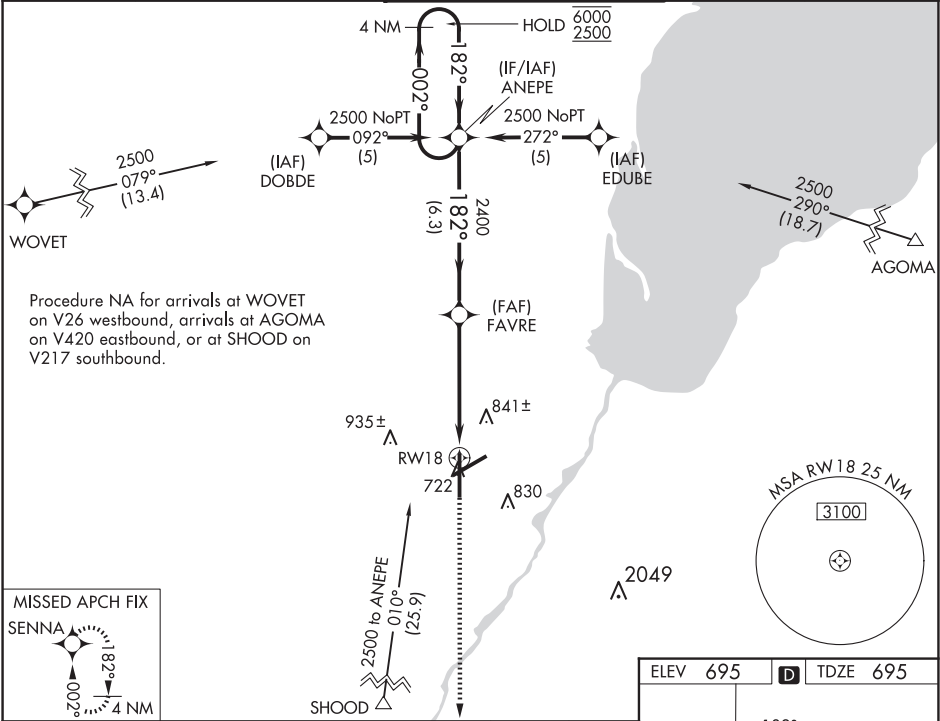 4 NM
HOLD 6000
2500
182°
002°
(IF/IAF)
ANEPE
2500 NoPT
092°
(5)
2500 NoPT
272°
(5)
(IAF)
DOBDE
(IAF)
EDUBE
2500
079°
(13.4)
WOVET
2400
182°
(6.3)
2500
290°
(18.7)
AGOMA
Procedure NA for arrivals at WOVET
on V26 westbound, arrivals at AGOMA
on V420 eastbound, or at SHOOD on
V217 southbound.
(FAF)
FAVRE
935±
841±
RW18
722
830
MSA RW18 25 NM
3100
2049
2500 to ANEPE
010°
(25.9)
SHOOD
MISSED APCH FIX
SENNA
182°
002°
4 NM
ELEV 695 D TDZE 695